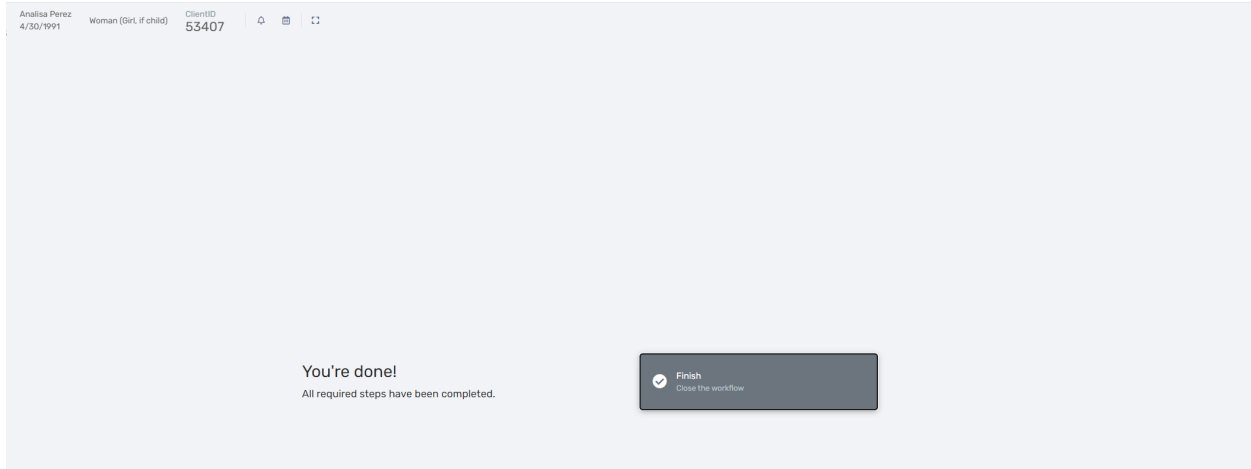 Analisa Perez
4/30/1991
Woman (Girl, if child)
ClientID
53407
You're done!
All required steps have been completed.
Finish
Close the workflow